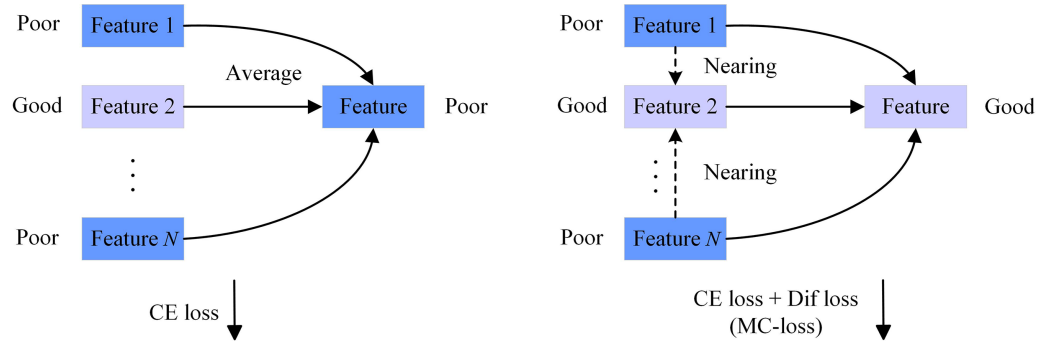 Poor
Feature 1
Average
Good
Feature 2
Feature
Poor
Poor
Feature N
CE loss
Poor
Feature 1
Nearing
Good
Feature 2
Feature
Good
Nearing
Poor
Feature N
CE loss + Dif loss
(MC-loss)